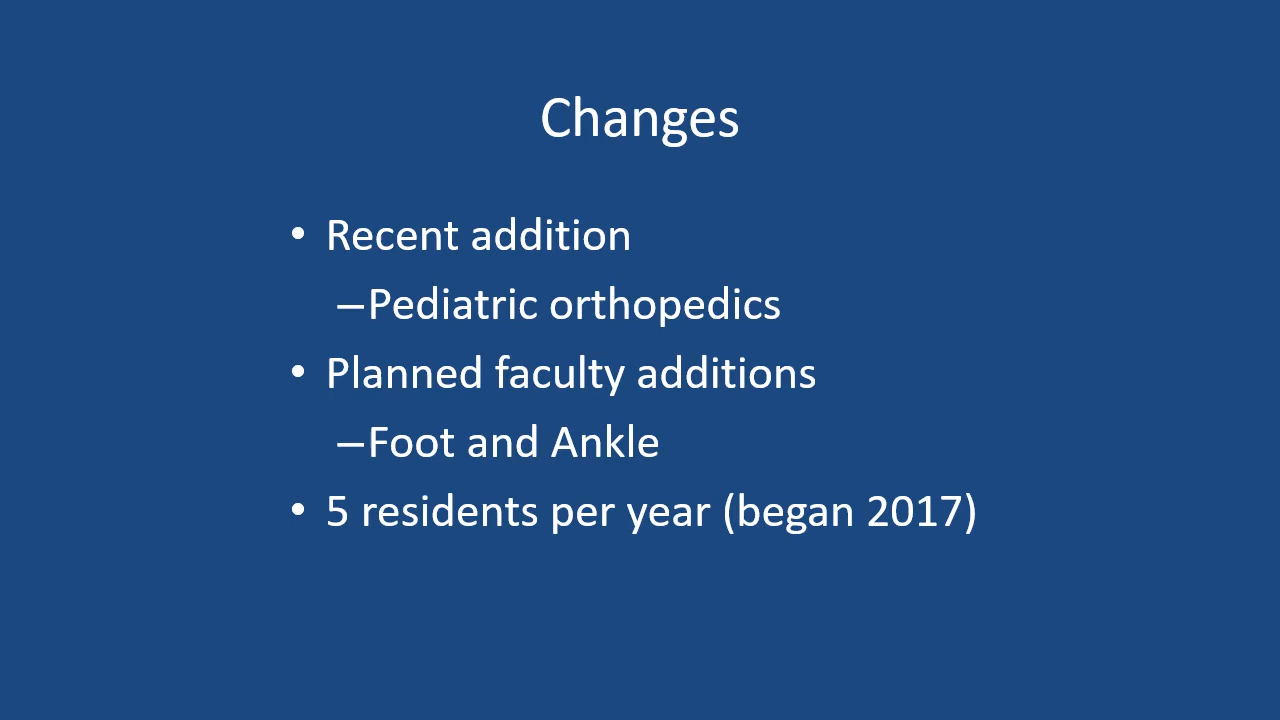 Changes
• Recent addition
–Pediatric orthopedics
• Planned faculty additions
–Foot and Ankle
• 5 residents per year (began 2017)